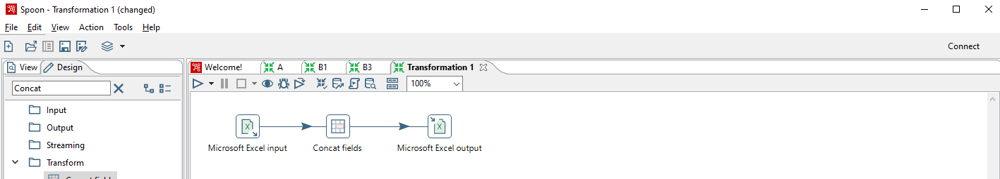 Spoon - Transformation 1 (changed)
File Edit View Action Tools Help
Connect
View Design
Welcome! A B1 B3 Transformation 1
Concat
100%
Input
Output
Streaming
Transform
Microsoft Excel input Concat fields Microsoft Excel output